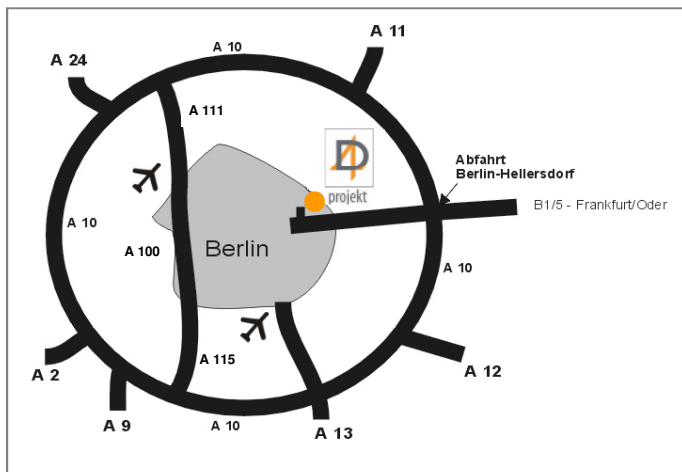 A 11
A 10
A 24
A 111
D
projekt
Abfahrt
Berlin-Hellersdorf
B1/5 - Frankfurt/Oder
A 10
A 100
Berlin
A 10
A 115
A 2
A 12
A 9
A 10
A 13